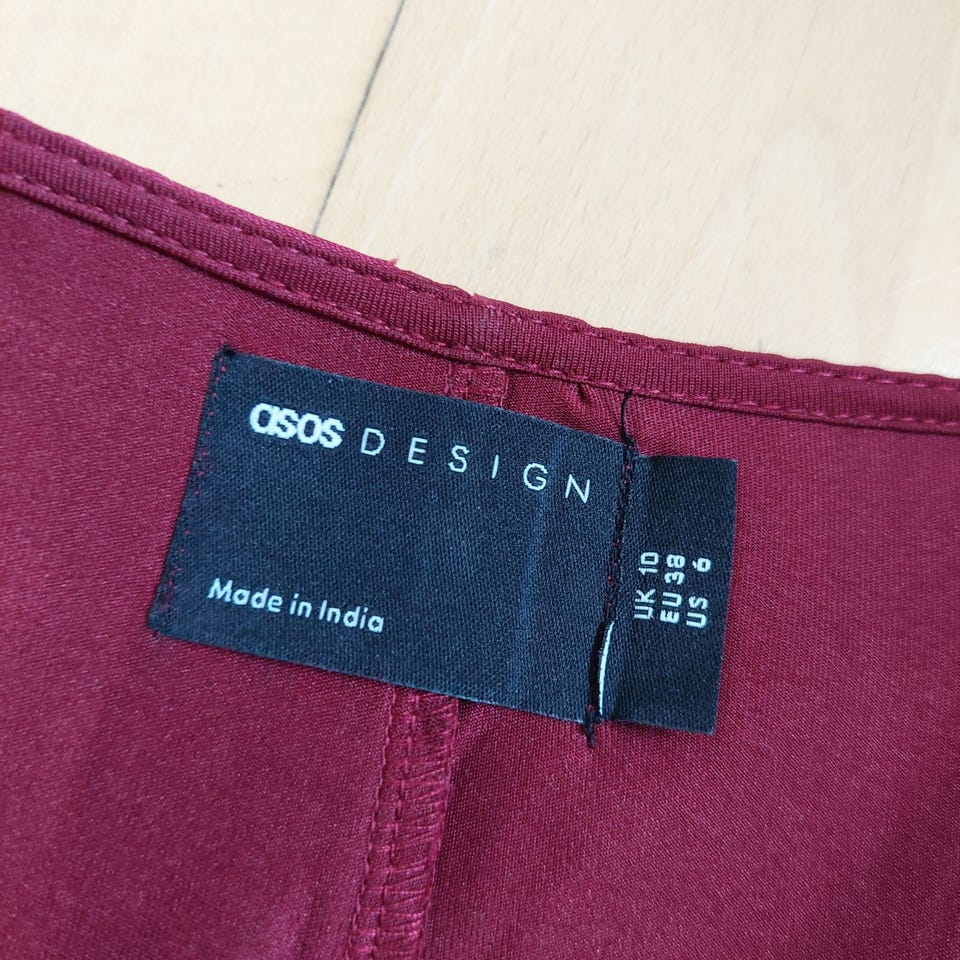 asos DESIGN
Made in India
UK 10
EU 38
US 6